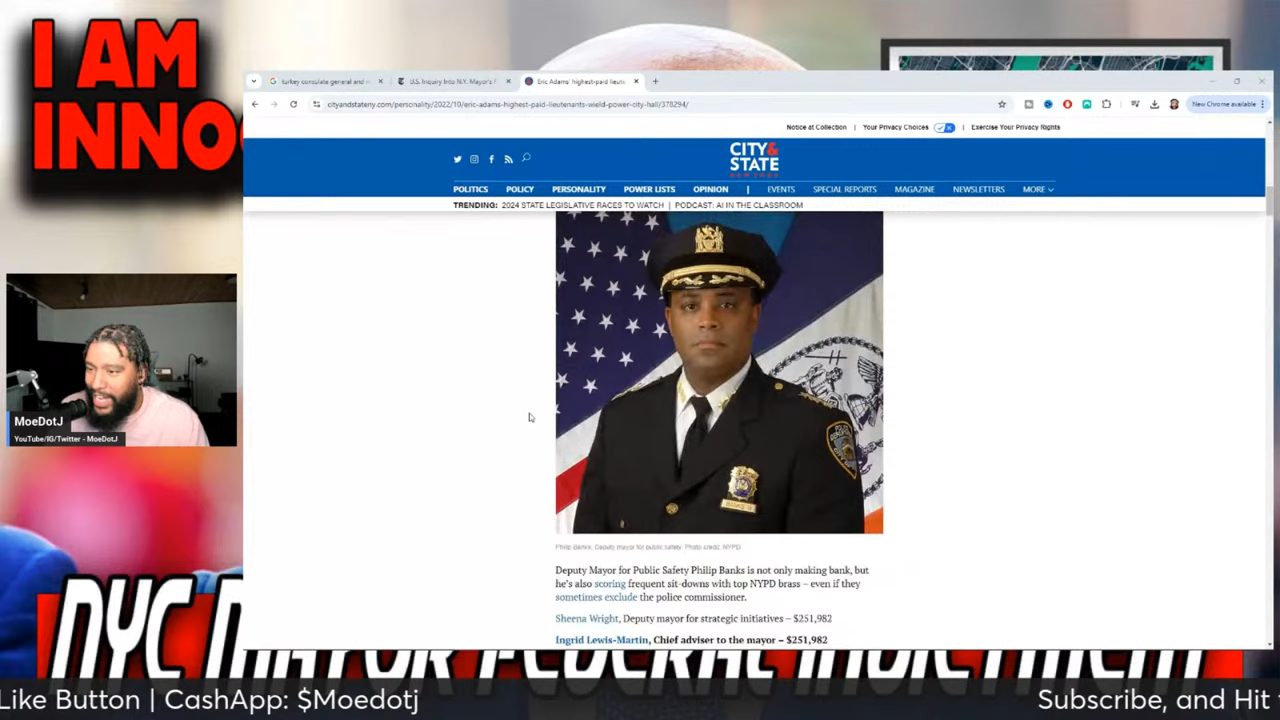 I AM
INNOC
turkey consulate general and
U.S. Inquiry Into N.Y. Mayor's F
Eric Adams' highest-paid lieute
cityandstateny.com/personality/2022/10/eric-adams-highest-paid-lieutenants-wield-power-city-hall/378294/
New Chrome available
Notice at Collection | Your Privacy Choices | Exercise Your Privacy Rights
CITY&
STATE
NEW YORK
POLITICS POLICY PERSONALITY POWER LISTS OPINION | EVENTS SPECIAL REPORTS MAGAZINE NEWSLETTERS MORE
TRENDING: 2024 STATE LEGISLATIVE RACES TO WATCH | PODCAST: AI IN THE CLASSROOM
Philip Banks, Deputy mayor for public safety. Photo credit: NYPD
Deputy Mayor for Public Safety Philip Banks is not only making bank, but
he's also scoring frequent sit-downs with top NYPD brass – even if they
sometimes exclude the police commissioner.
Sheena Wright, Deputy mayor for strategic initiatives – $251,982
Ingrid Lewis-Martin, Chief adviser to the mayor – $251,982
MoeDotJ
YouTube/IG/Twitter - MoeDotJ
NYC MAYOR FEDERAL INDICTMENT
Like Button | CashApp: $Moedotj
Subscribe, and Hit